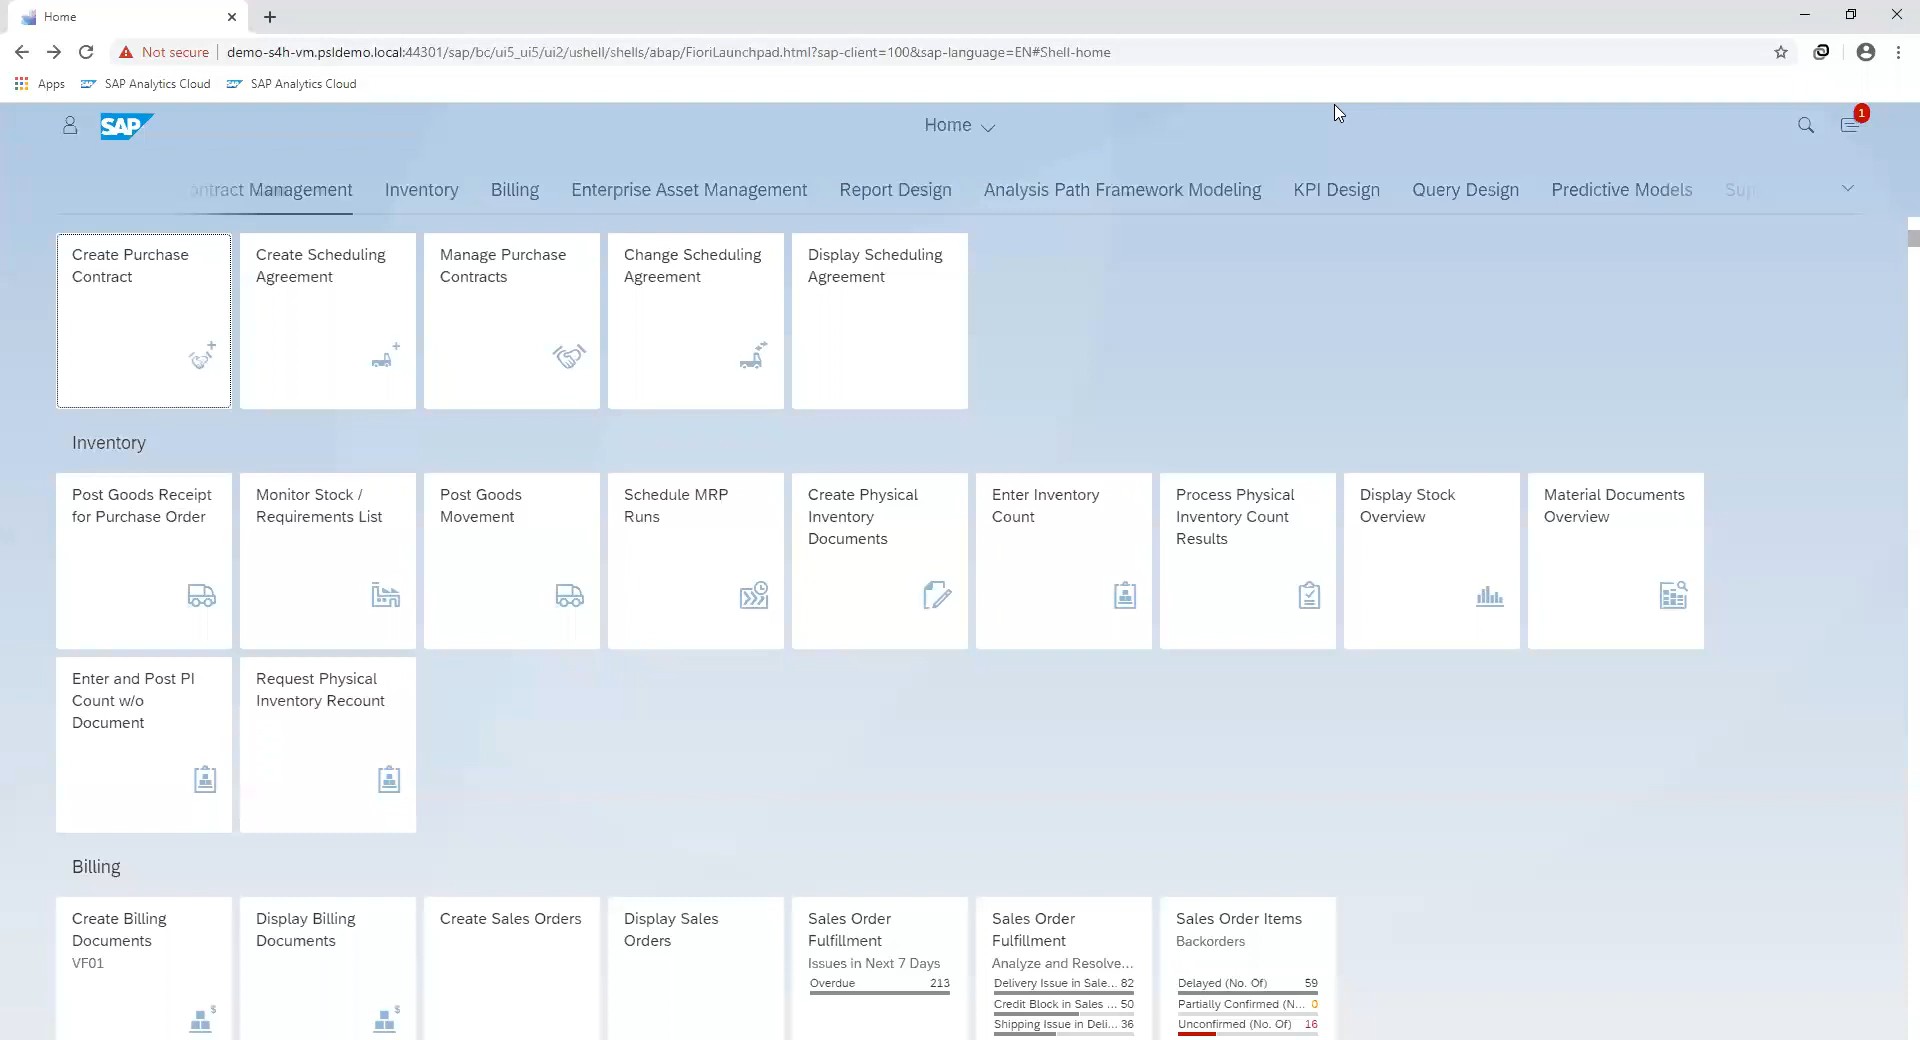 Home
Not secure
demo-s4h-vm.psldemo.local:44301/sap/bc/ui5_ui5/ui2/ushell/shells/abap/FioriLaunchpad.html?sap-client=100&sap-language=EN#Shell-home
Apps
SAP Analytics Cloud
SAP Analytics Cloud
SAP
Home
1
ontract Management
Inventory
Billing
Enterprise Asset Management
Report Design
Analysis Path Framework Modeling
KPI Design
Query Design
Predictive Models
Create Purchase
Contract
Create Scheduling
Agreement
Manage Purchase
Contracts
Change Scheduling
Agreement
Display Scheduling
Agreement
Inventory
Post Goods Receipt
for Purchase Order
Monitor Stock /
Requirements List
Post Goods
Movement
Schedule MRP
Runs
Create Physical
Inventory
Documents
Enter Inventory
Count
Process Physical
Inventory Count
Results
Display Stock
Overview
Material Documents
Overview
Enter and Post PI
Count w/o
Document
Request Physical
Inventory Recount
Billing
Create Billing
Documents
VF01
Display Billing
Documents
Create Sales Orders
Display Sales
Orders
Sales Order
Fulfillment
Issues in Next 7 Days
Overdue 213
Sales Order
Fulfillment
Analyze and Resolve...
Delivery Issue in Sale... 82
Credit Block in Sales ... 50
Shipping Issue in Deli... 36
Sales Order Items
Backorders
Delayed (No. Of) 59
Partially Confirmed (N... 0
Unconfirmed (No. Of) 16